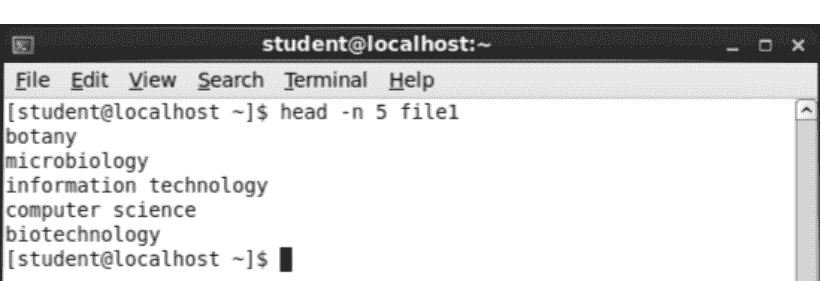 student@localhost:~
File Edit View Search Terminal Help
[student@localhost ~]$ head -n 5 file1
botany
microbiology
information technology
computer science
biotechnology
[student@localhost ~]$